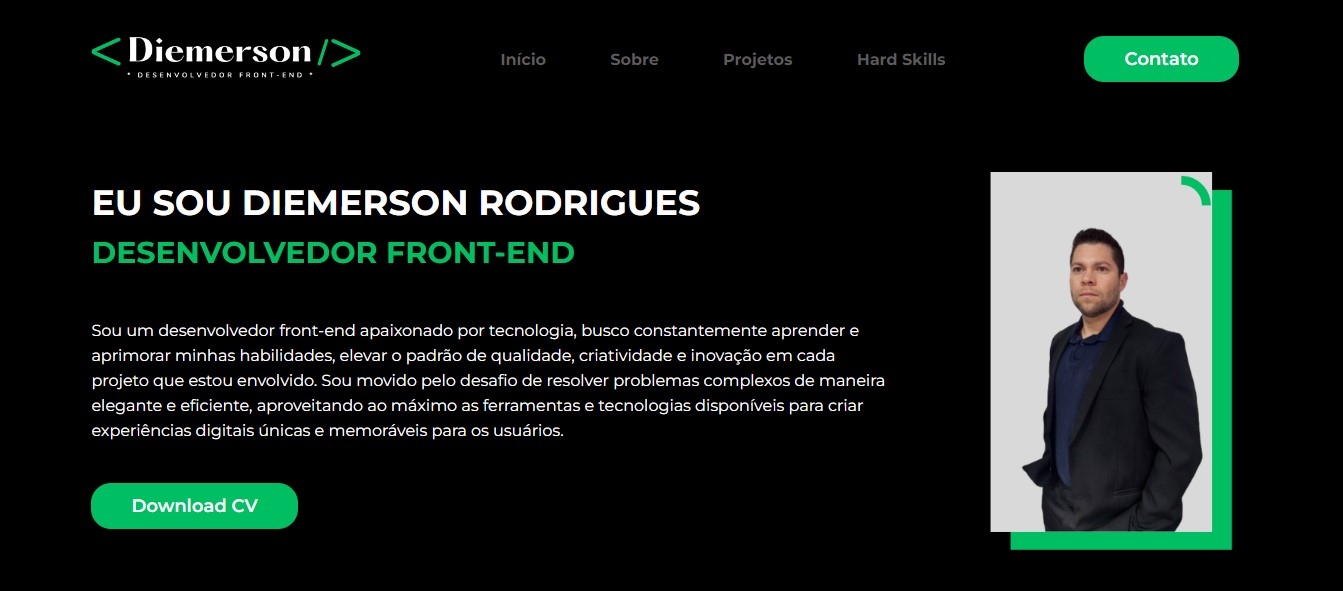 < Diemerson />
• DESENVOLVEDOR FRONT-END •
Início
Sobre
Projetos
Hard Skills
Contato
EU SOU DIEMERSON RODRIGUES
DESENVOLVEDOR FRONT-END
Sou um desenvolvedor front-end apaixonado por tecnologia, busco constantemente aprender e
aprimorar minhas habilidades, elevar o padrão de qualidade, criatividade e inovação em cada
projeto que estou envolvido. Sou movido pelo desafio de resolver problemas complexos de maneira
elegante e eficiente, aproveitando ao máximo as ferramentas e tecnologias disponíveis para criar
experiências digitais únicas e memoráveis para os usuários.
Download CV